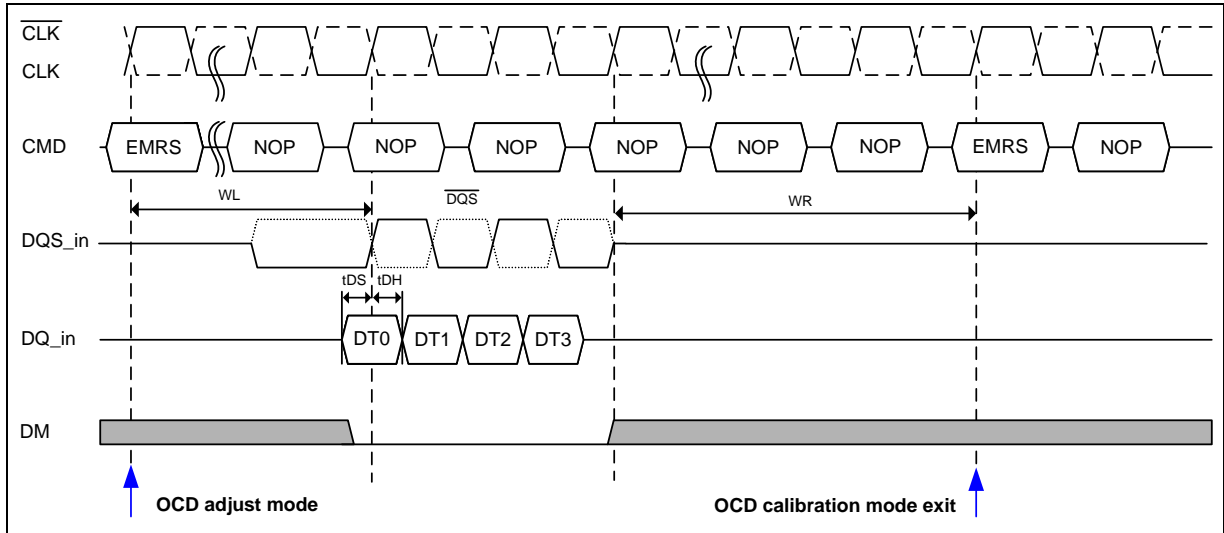 CLK
CLK
CMD EMRS NOP NOP NOP NOP NOP NOP EMRS NOP
WL DQS WR
DQS_in
tDS tDH
DQ_in DT0 DT1 DT2 DT3
DM
OCD adjust mode OCD calibration mode exit